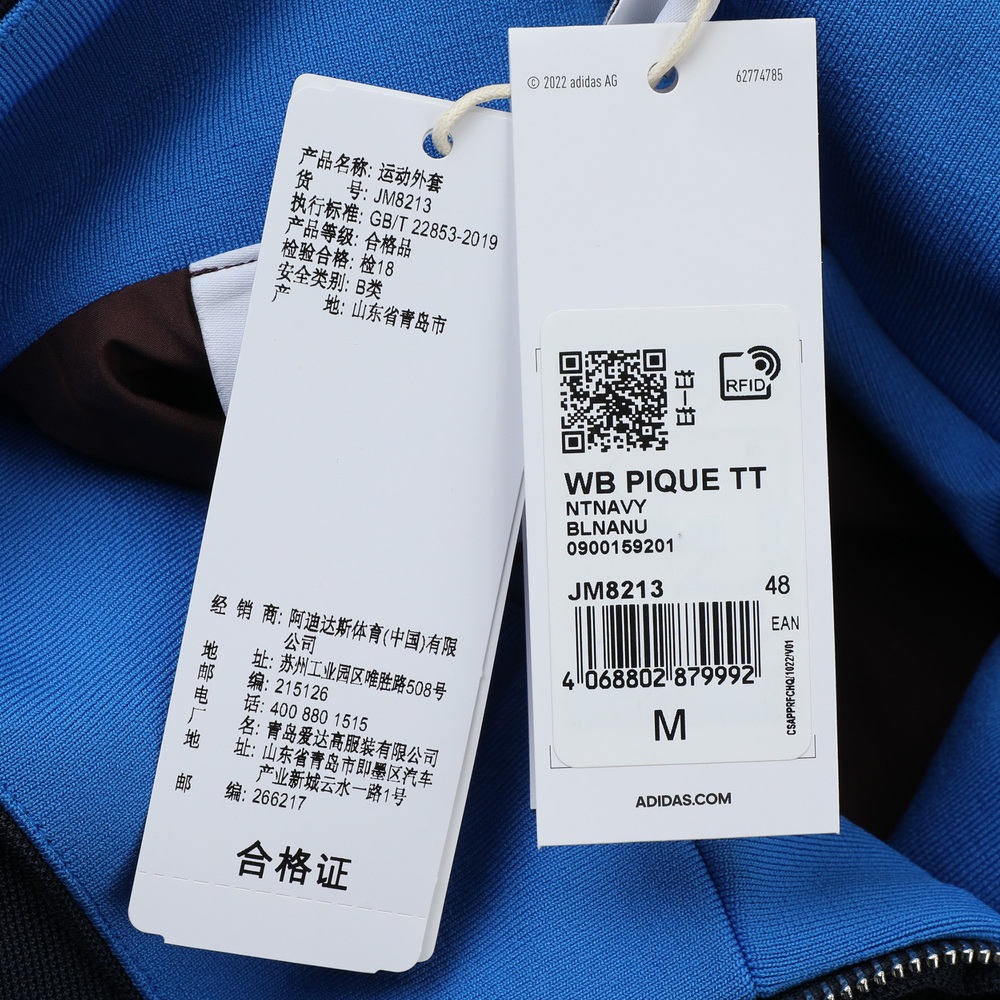 产品名称: 运动外套
货 号: JM8213
执行标准: GB/T 22853-2019
产品等级: 合格品
检验合格: 检18
安全类别: B类
产 地: 山东省青岛市
经 销 商: 阿迪达斯体育(中国)有限
公司
地 址: 苏州工业园区唯胜路508号
邮 编: 215126
电 话: 400 880 1515
厂 名: 青岛爱达高服装有限公司
地 址: 山东省青岛市即墨区汽车
产业新城云水一路1号
邮 编: 266217
合格证
© 2022 adidas AG
62774785
扫一扫
RFID
WB PIQUE TT
NTNAVY
BLNANU
0900159201
JM8213 48
EAN
4 068802 879992
CSAPPRFCHQ/1022/V01
M
ADIDAS.COM